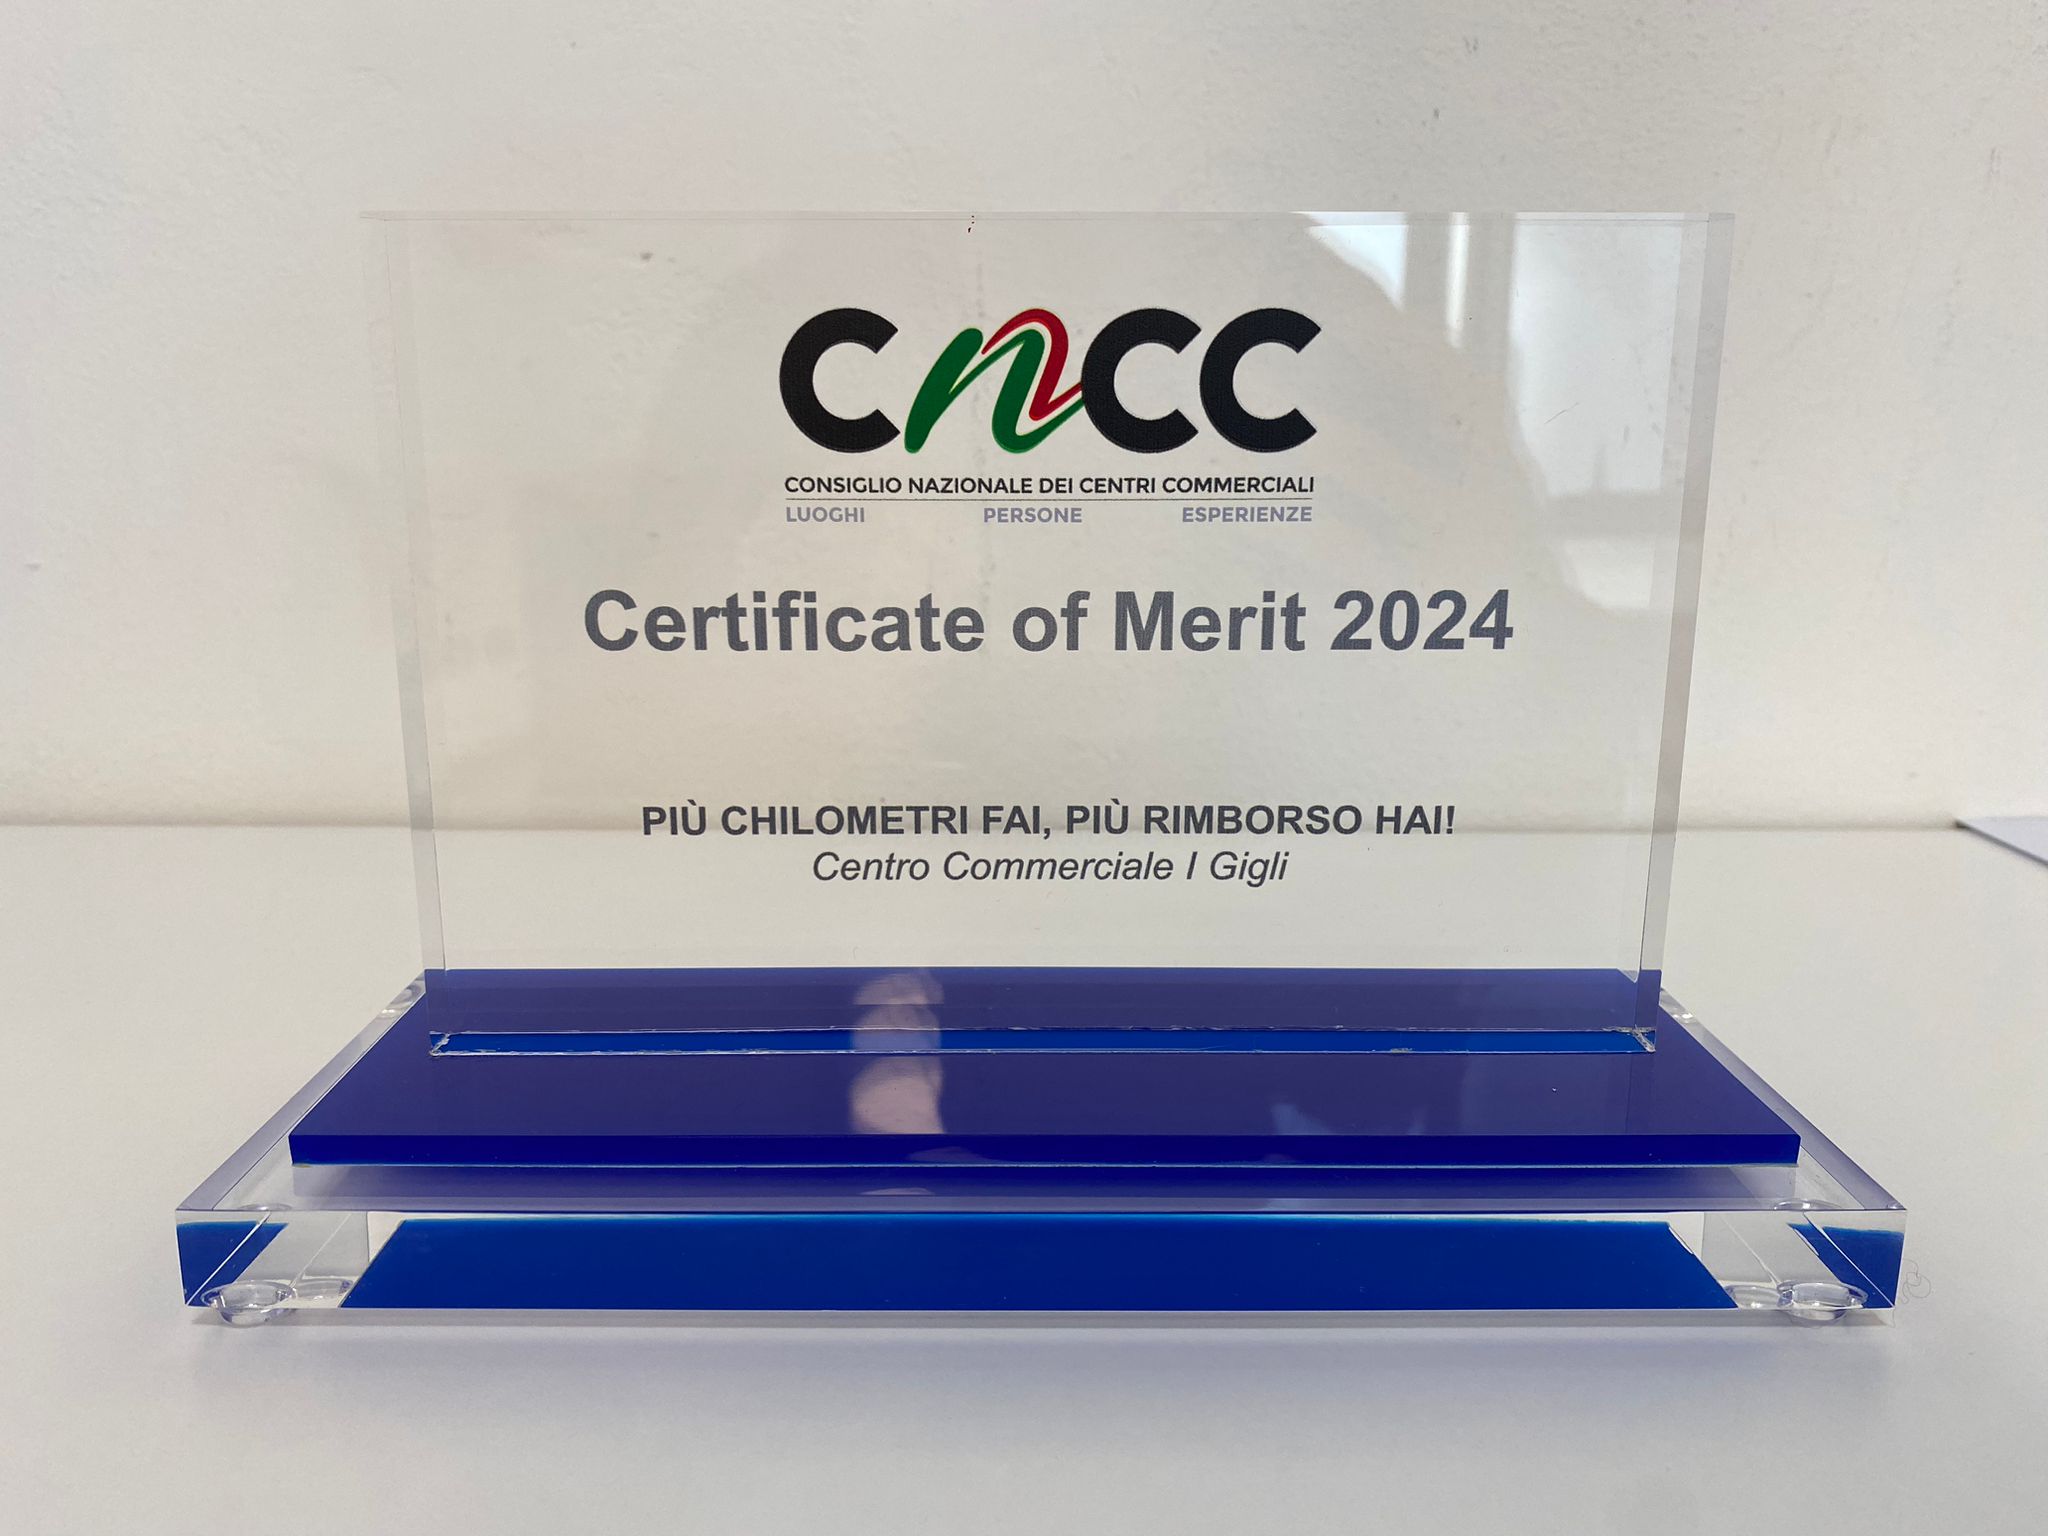 CnCC
CONSIGLIO NAZIONALE DEI CENTRI COMMERCIALI
LUOGHI PERSONE ESPERIENZE
Certificate of Merit 2024
PIÙ CHILOMETRI FAI, PIÙ RIMBORSO HAI!
Centro Commerciale I Gigli